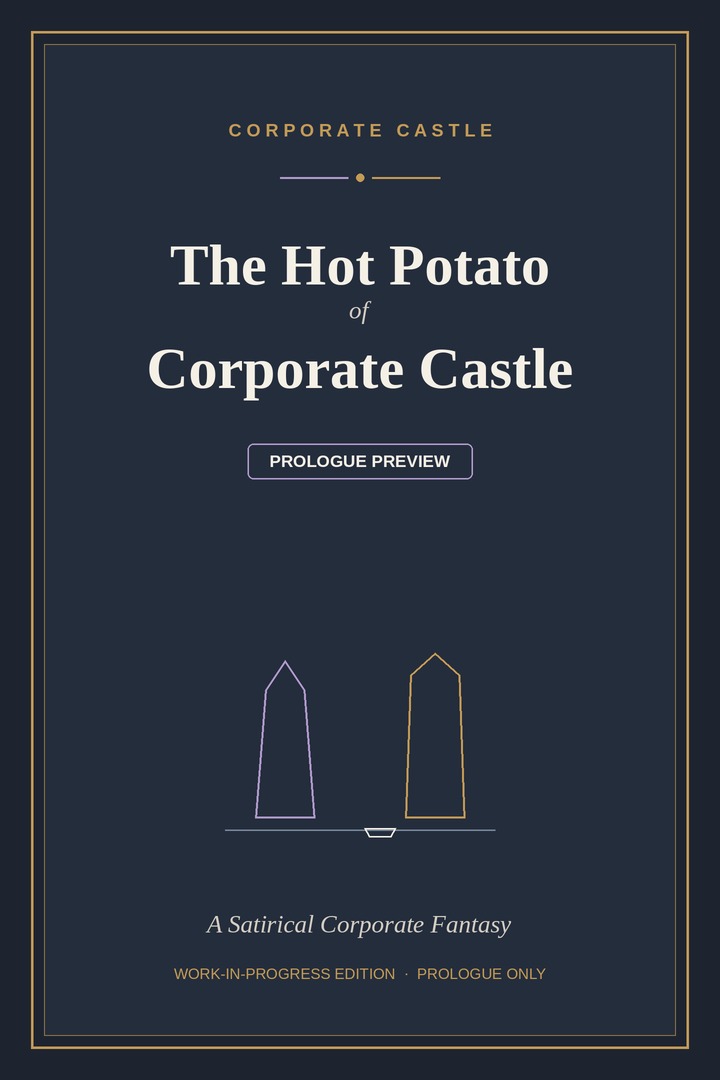 CORPORATE CASTLE
The Hot Potato
of
Corporate Castle
PROLOGUE PREVIEW
A Satirical Corporate Fantasy
WORK-IN-PROGRESS EDITION · PROLOGUE ONLY